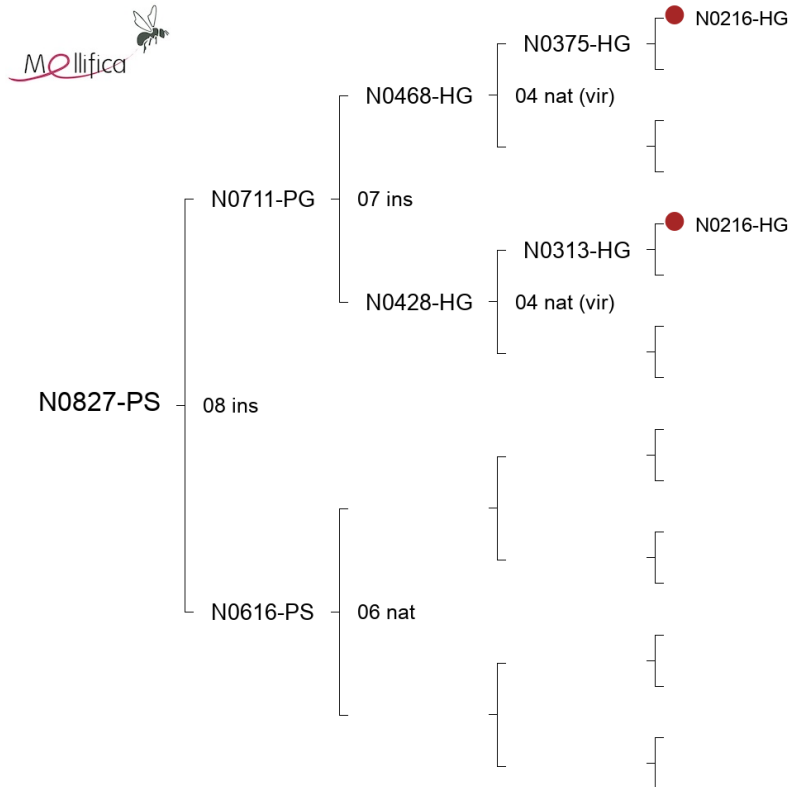 Mellifica
N0216-HG
N0375-HG
N0468-HG
04 nat (vir)
N0711-PG
07 ins
N0216-HG
N0313-HG
N0428-HG
04 nat (vir)
N0827-PS
08 ins
N0616-PS
06 nat